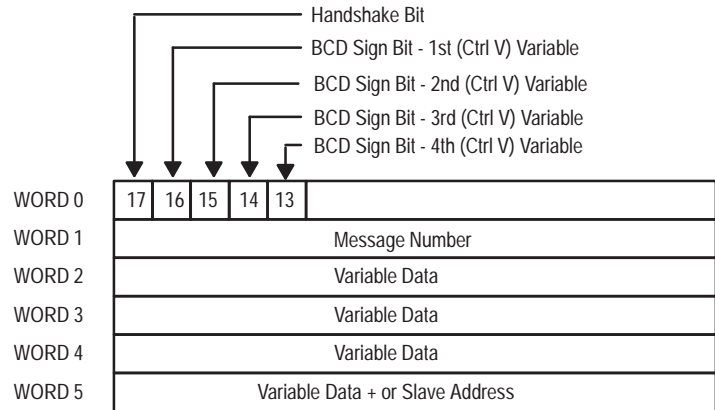 Handshake Bit
BCD Sign Bit - 1st (Ctrl V) Variable
BCD Sign Bit - 2nd (Ctrl V) Variable
BCD Sign Bit - 3rd (Ctrl V) Variable
BCD Sign Bit - 4th (Ctrl V) Variable
WORD 0 17 16 15 14 13
WORD 1 Message Number
WORD 2 Variable Data
WORD 3 Variable Data
WORD 4 Variable Data
WORD 5 Variable Data + or Slave Address